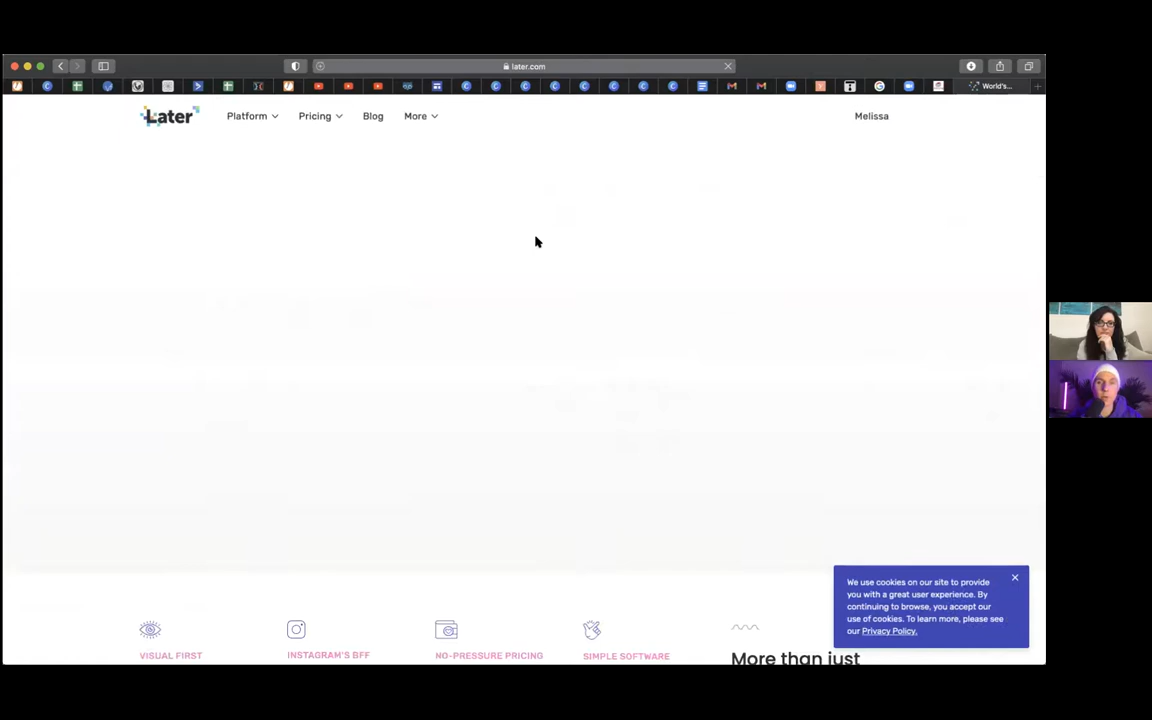 later.com
World's...
Later
Platform
Pricing
Blog
More
Melissa
We use cookies on our site to provide
you with a great user experience. By
continuing to browse, you accept our
use of cookies. To learn more, please see
our Privacy Policy.
VISUAL FIRST
INSTAGRAM'S BFF
NO-PRESSURE PRICING
SIMPLE SOFTWARE
More than just